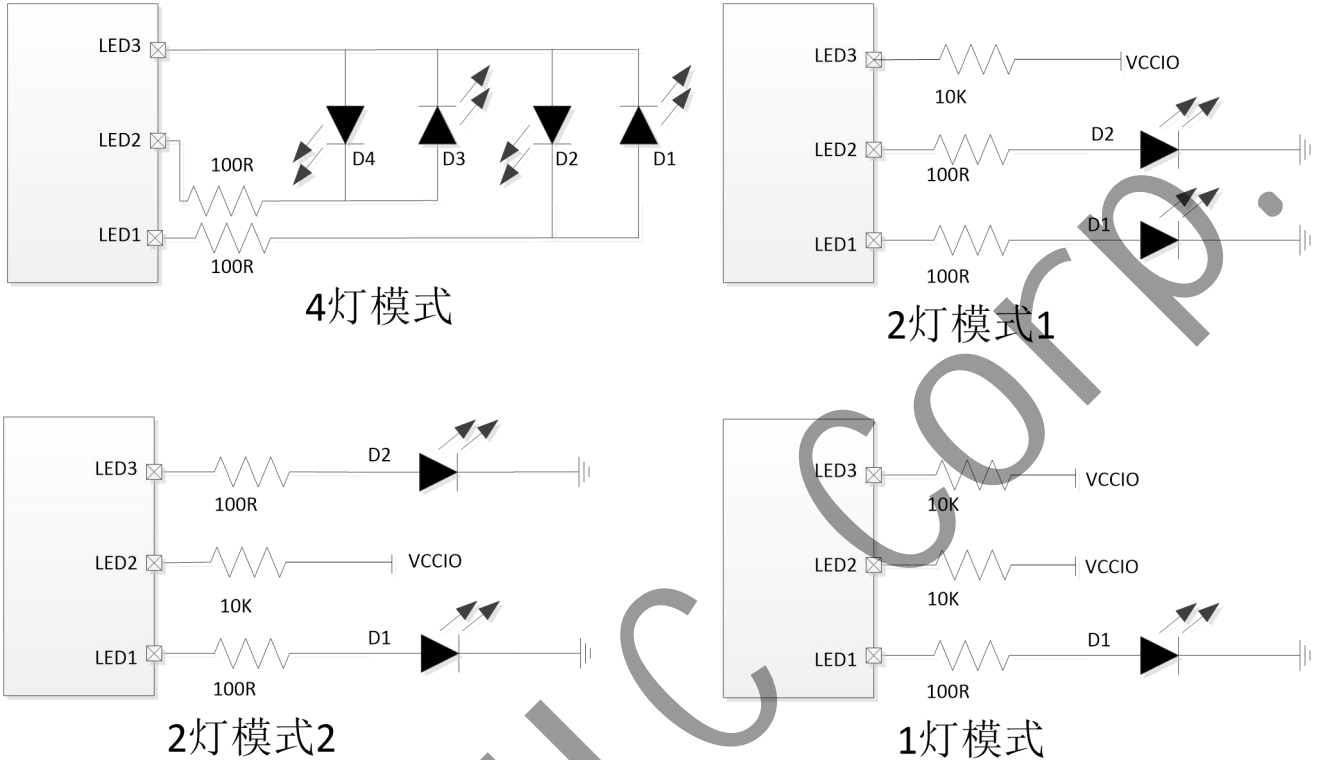 LED3
LED2
LED1
100R
100R
D4
D3
D2
D1
4灯模式
LED3
LED2
LED1
10K
VCCIO
100R
D2
100R
D1
2灯模式1
LED3
LED2
LED1
100R
D2
10K
VCCIO
100R
D1
2灯模式2
LED3
LED2
LED1
10K
VCCIO
10K
VCCIO
100R
D1
1灯模式
Corp.